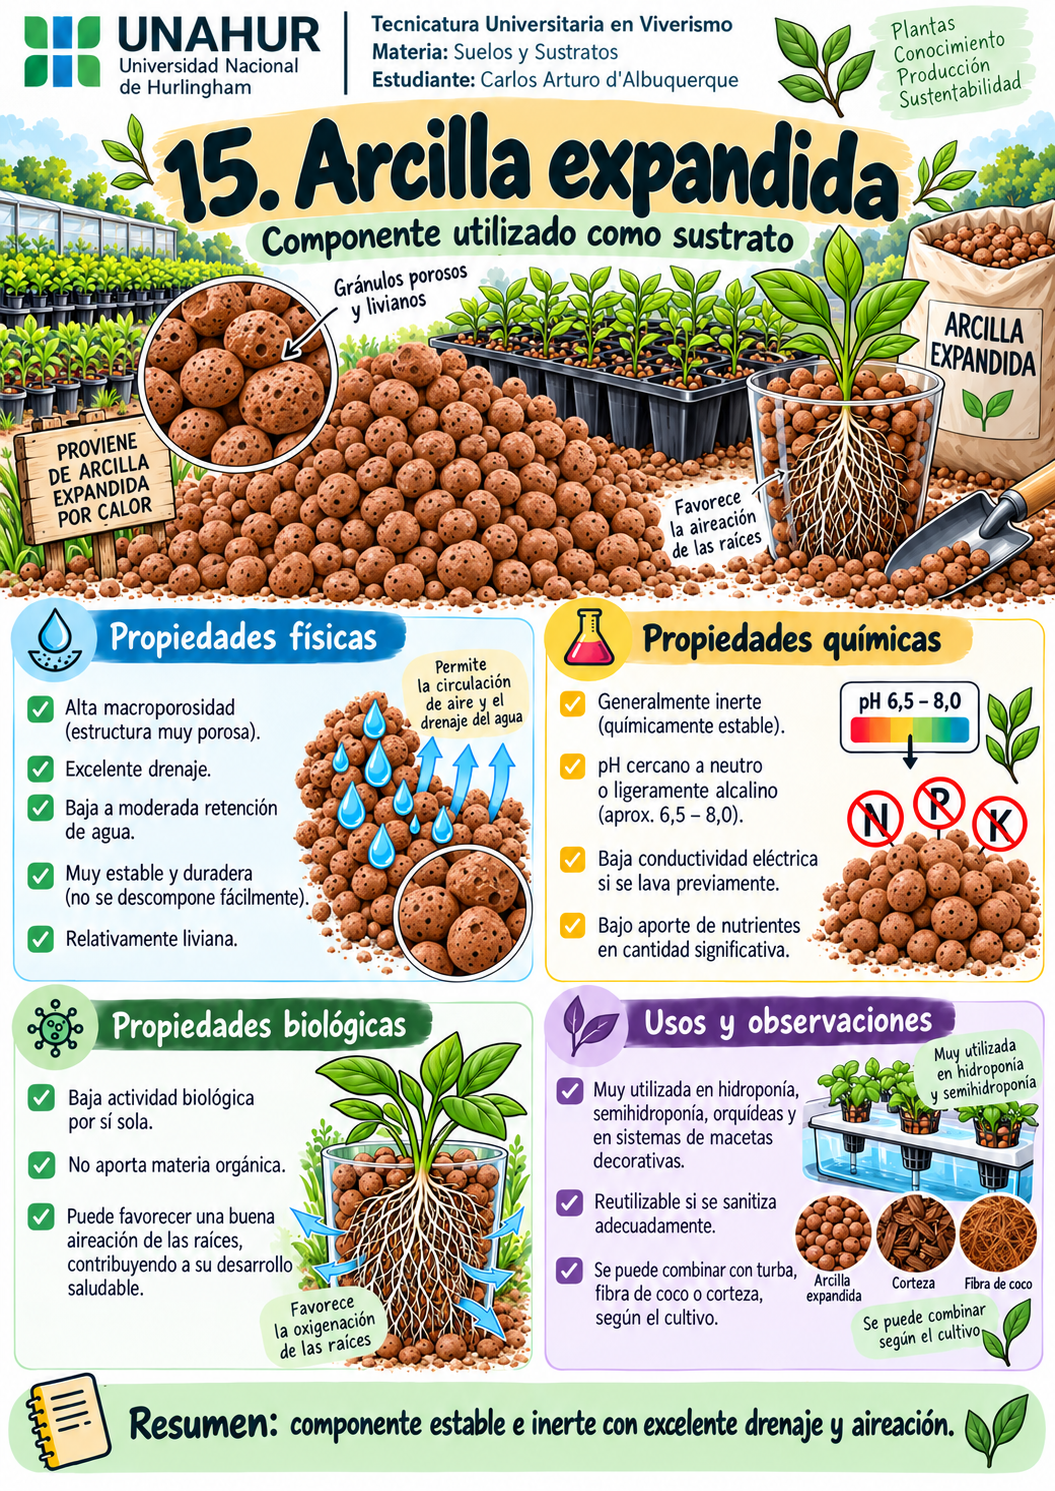 UNAHUR
Universidad Nacional
de Hurlingham
Tecnicatura Universitaria en Viverismo
Materia: Suelos y Sustratos
Estudiante: Carlos Arturo d'Albuquerque
Plantas
Conocimiento
Producción
Sustentabilidad
15. Arcilla expandida
Componente utilizado como sustrato
Gránulos porosos
y livianos
ARCILLA
EXPANDIDA
PROVIENE
DE ARCILLA
EXPANDIDA
POR CALOR
Favorece
la aireación
de las raíces
Propiedades físicas
Alta macroporosidad
(estructura muy porosa).
Excelente drenaje.
Baja a moderada retención
de agua.
Muy estable y duradera
(no se descompone fácilmente).
Relativamente liviana.
Permite
la circulación
de aire y el
drenaje del agua
Propiedades químicas
Generalmente inerte
(químicamente estable).
pH cercano a neutro
o ligeramente alcalino
(aprox. 6,5 – 8,0).
Baja conductividad eléctrica
si se lava previamente.
Bajo aporte de nutrientes
en cantidad significativa.
pH 6,5 – 8,0
N P K
Propiedades biológicas
Baja actividad biológica
por sí sola.
No aporta materia orgánica.
Puede favorecer una buena
aireación de las raíces,
contribuyendo a su desarrollo
saludable.
Favorece
la oxigenación
de las raíces
Usos y observaciones
Muy utilizada en hidroponía,
semihidroponía, orquídeas y
en sistemas de macetas
decorativas.
Reutilizable si se sanitiza
adecuadamente.
Se puede combinar con turba,
fibra de coco o corteza,
según el cultivo.
Muy utilizada
en hidroponía
y semihidroponía
Arcilla
expandida
Corteza
Fibra de coco
Se puede combinar
según el cultivo
Resumen: componente estable e inerte con excelente drenaje y aireación.